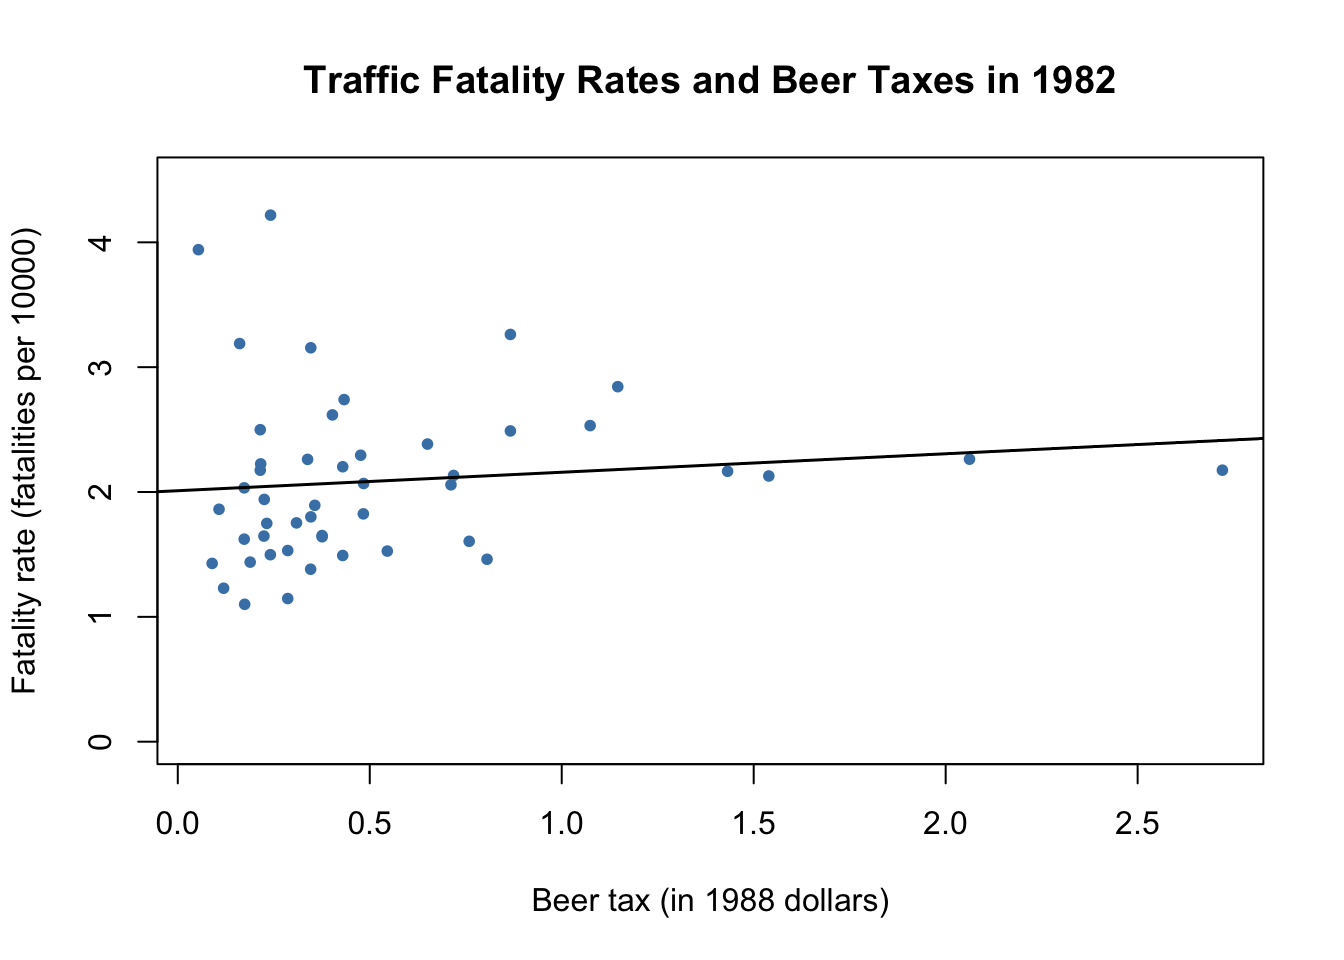 Traffic Fatality Rates and Beer Taxes in 1982
Fatality rate (fatalities per 10000)
4
3
2
1
0
0.0 0.5 1.0 1.5 2.0 2.5
Beer tax (in 1988 dollars)